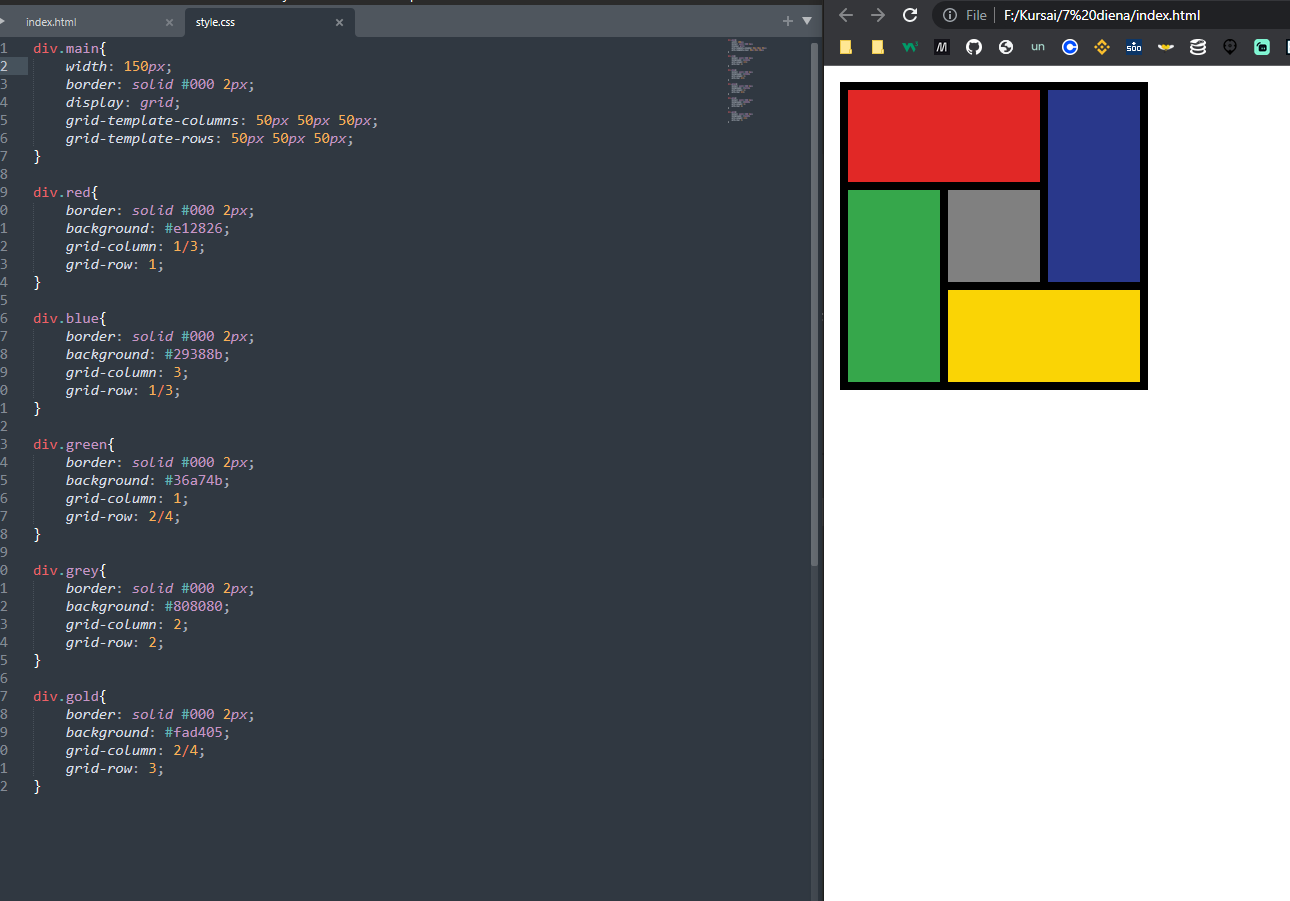 index.html × style.css × + ▼
File F:/Kursai/7%20diena/index.html
W³ M un SÕO
1 div.main{
2 width: 150px;
3 border: solid #000 2px;
4 display: grid;
5 grid-template-columns: 50px 50px 50px;
6 grid-template-rows: 50px 50px 50px;
7 }
8
9 div.red{
0 border: solid #000 2px;
1 background: #e12826;
2 grid-column: 1/3;
3 grid-row: 1;
4 }
5
6 div.blue{
7 border: solid #000 2px;
8 background: #29388b;
9 grid-column: 3;
0 grid-row: 1/3;
1 }
2
3 div.green{
4 border: solid #000 2px;
5 background: #36a74b;
6 grid-column: 1;
7 grid-row: 2/4;
8 }
9
0 div.grey{
1 border: solid #000 2px;
2 background: #808080;
3 grid-column: 2;
4 grid-row: 2;
5 }
6
7 div.gold{
8 border: solid #000 2px;
9 background: #fad405;
0 grid-column: 2/4;
1 grid-row: 3;
2 }